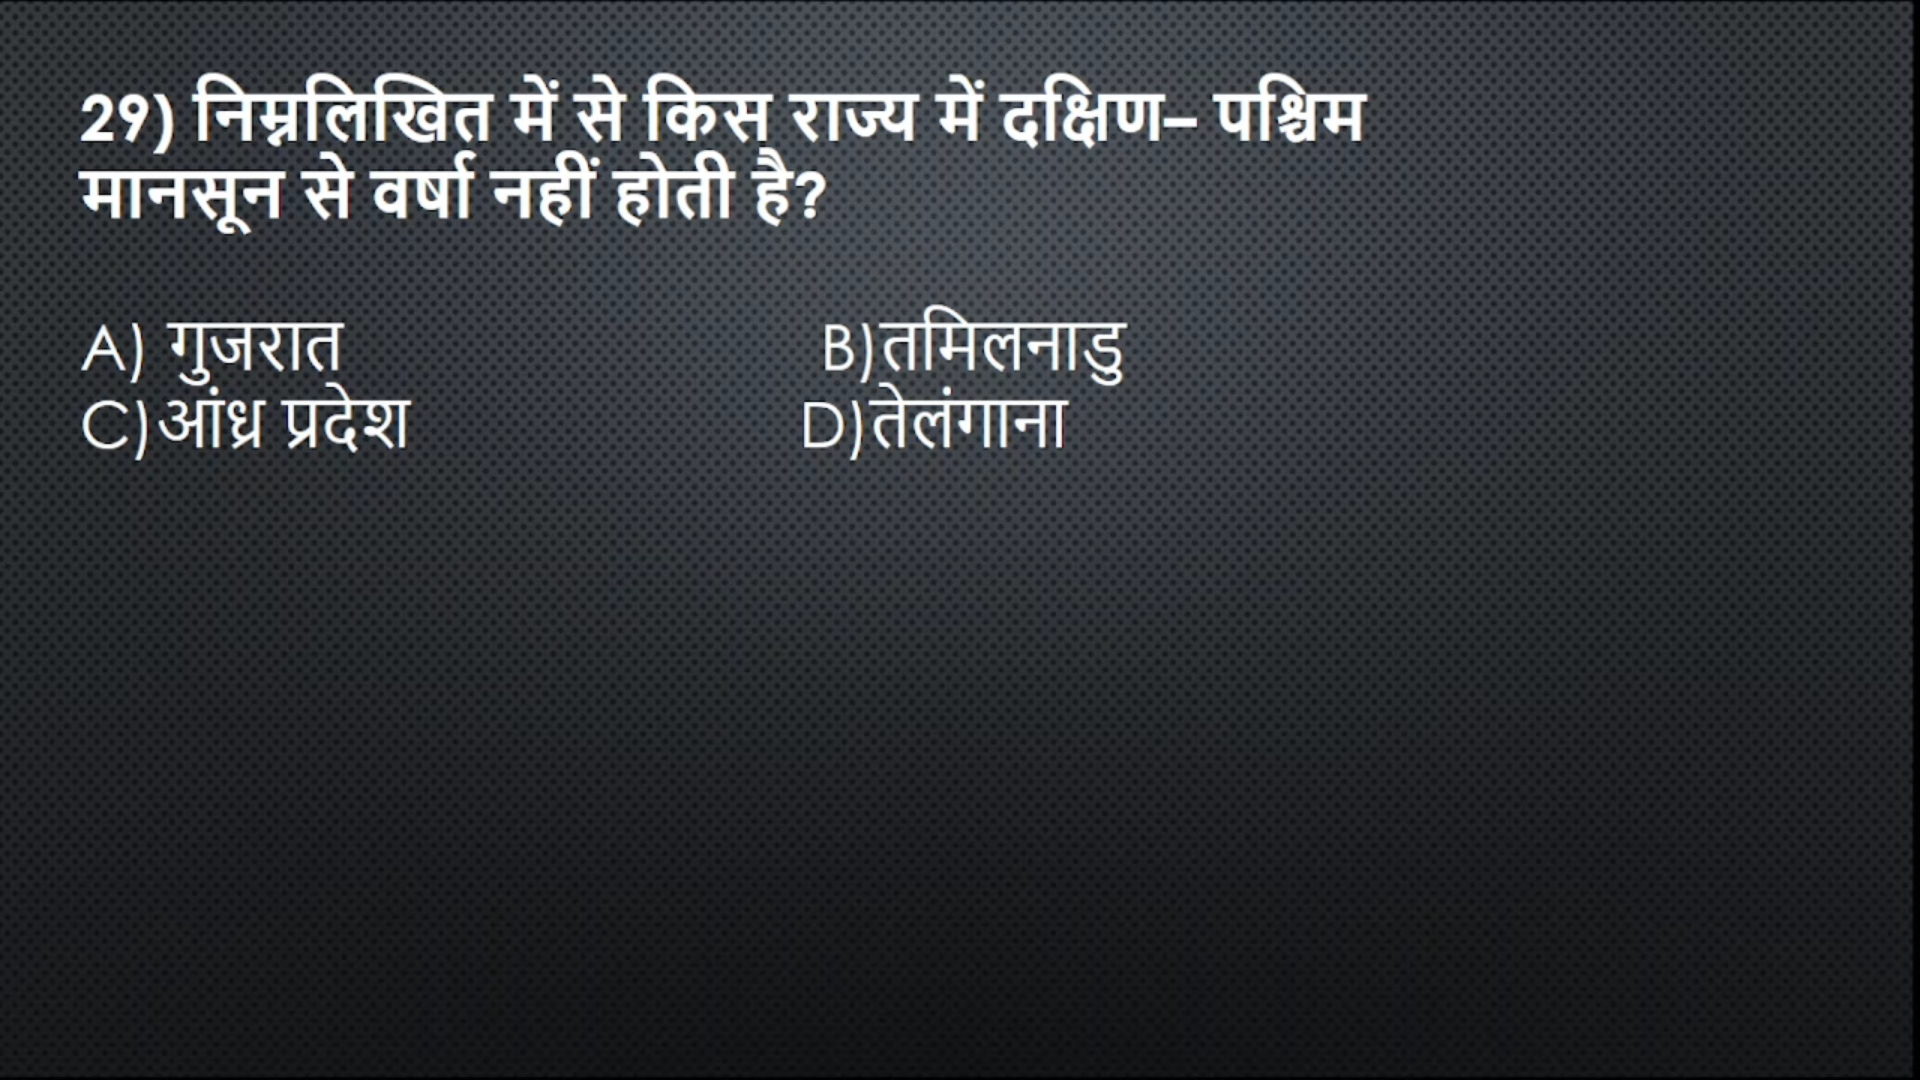 29) निम्नलिखित में से किस राज्य में दक्षिण– पश्चिम
मानसून से वर्षा नहीं होती है?
A) गुजरात B)तमिलनाडु
C)आंध्र प्रदेश D)तेलंगाना